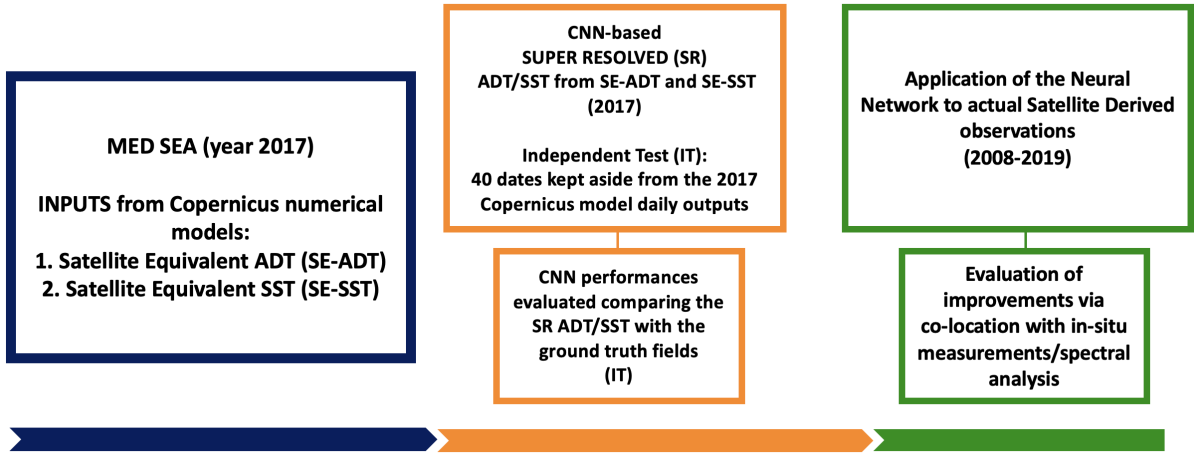 MED SEA (year 2017)
INPUTS from Copernicus numerical
models:
1. Satellite Equivalent ADT (SE-ADT)
2. Satellite Equivalent SST (SE-SST)
CNN-based
SUPER RESOLVED (SR)
ADT/SST from SE-ADT and SE-SST
(2017)
Independent Test (IT):
40 dates kept aside from the 2017
Copernicus model daily outputs
CNN performances
evaluated comparing the
SR ADT/SST with the
ground truth fields
(IT)
Application of the Neural
Network to actual Satellite Derived
observations
(2008-2019)
Evaluation of
improvements via
co-location with in-situ
measurements/spectral
analysis